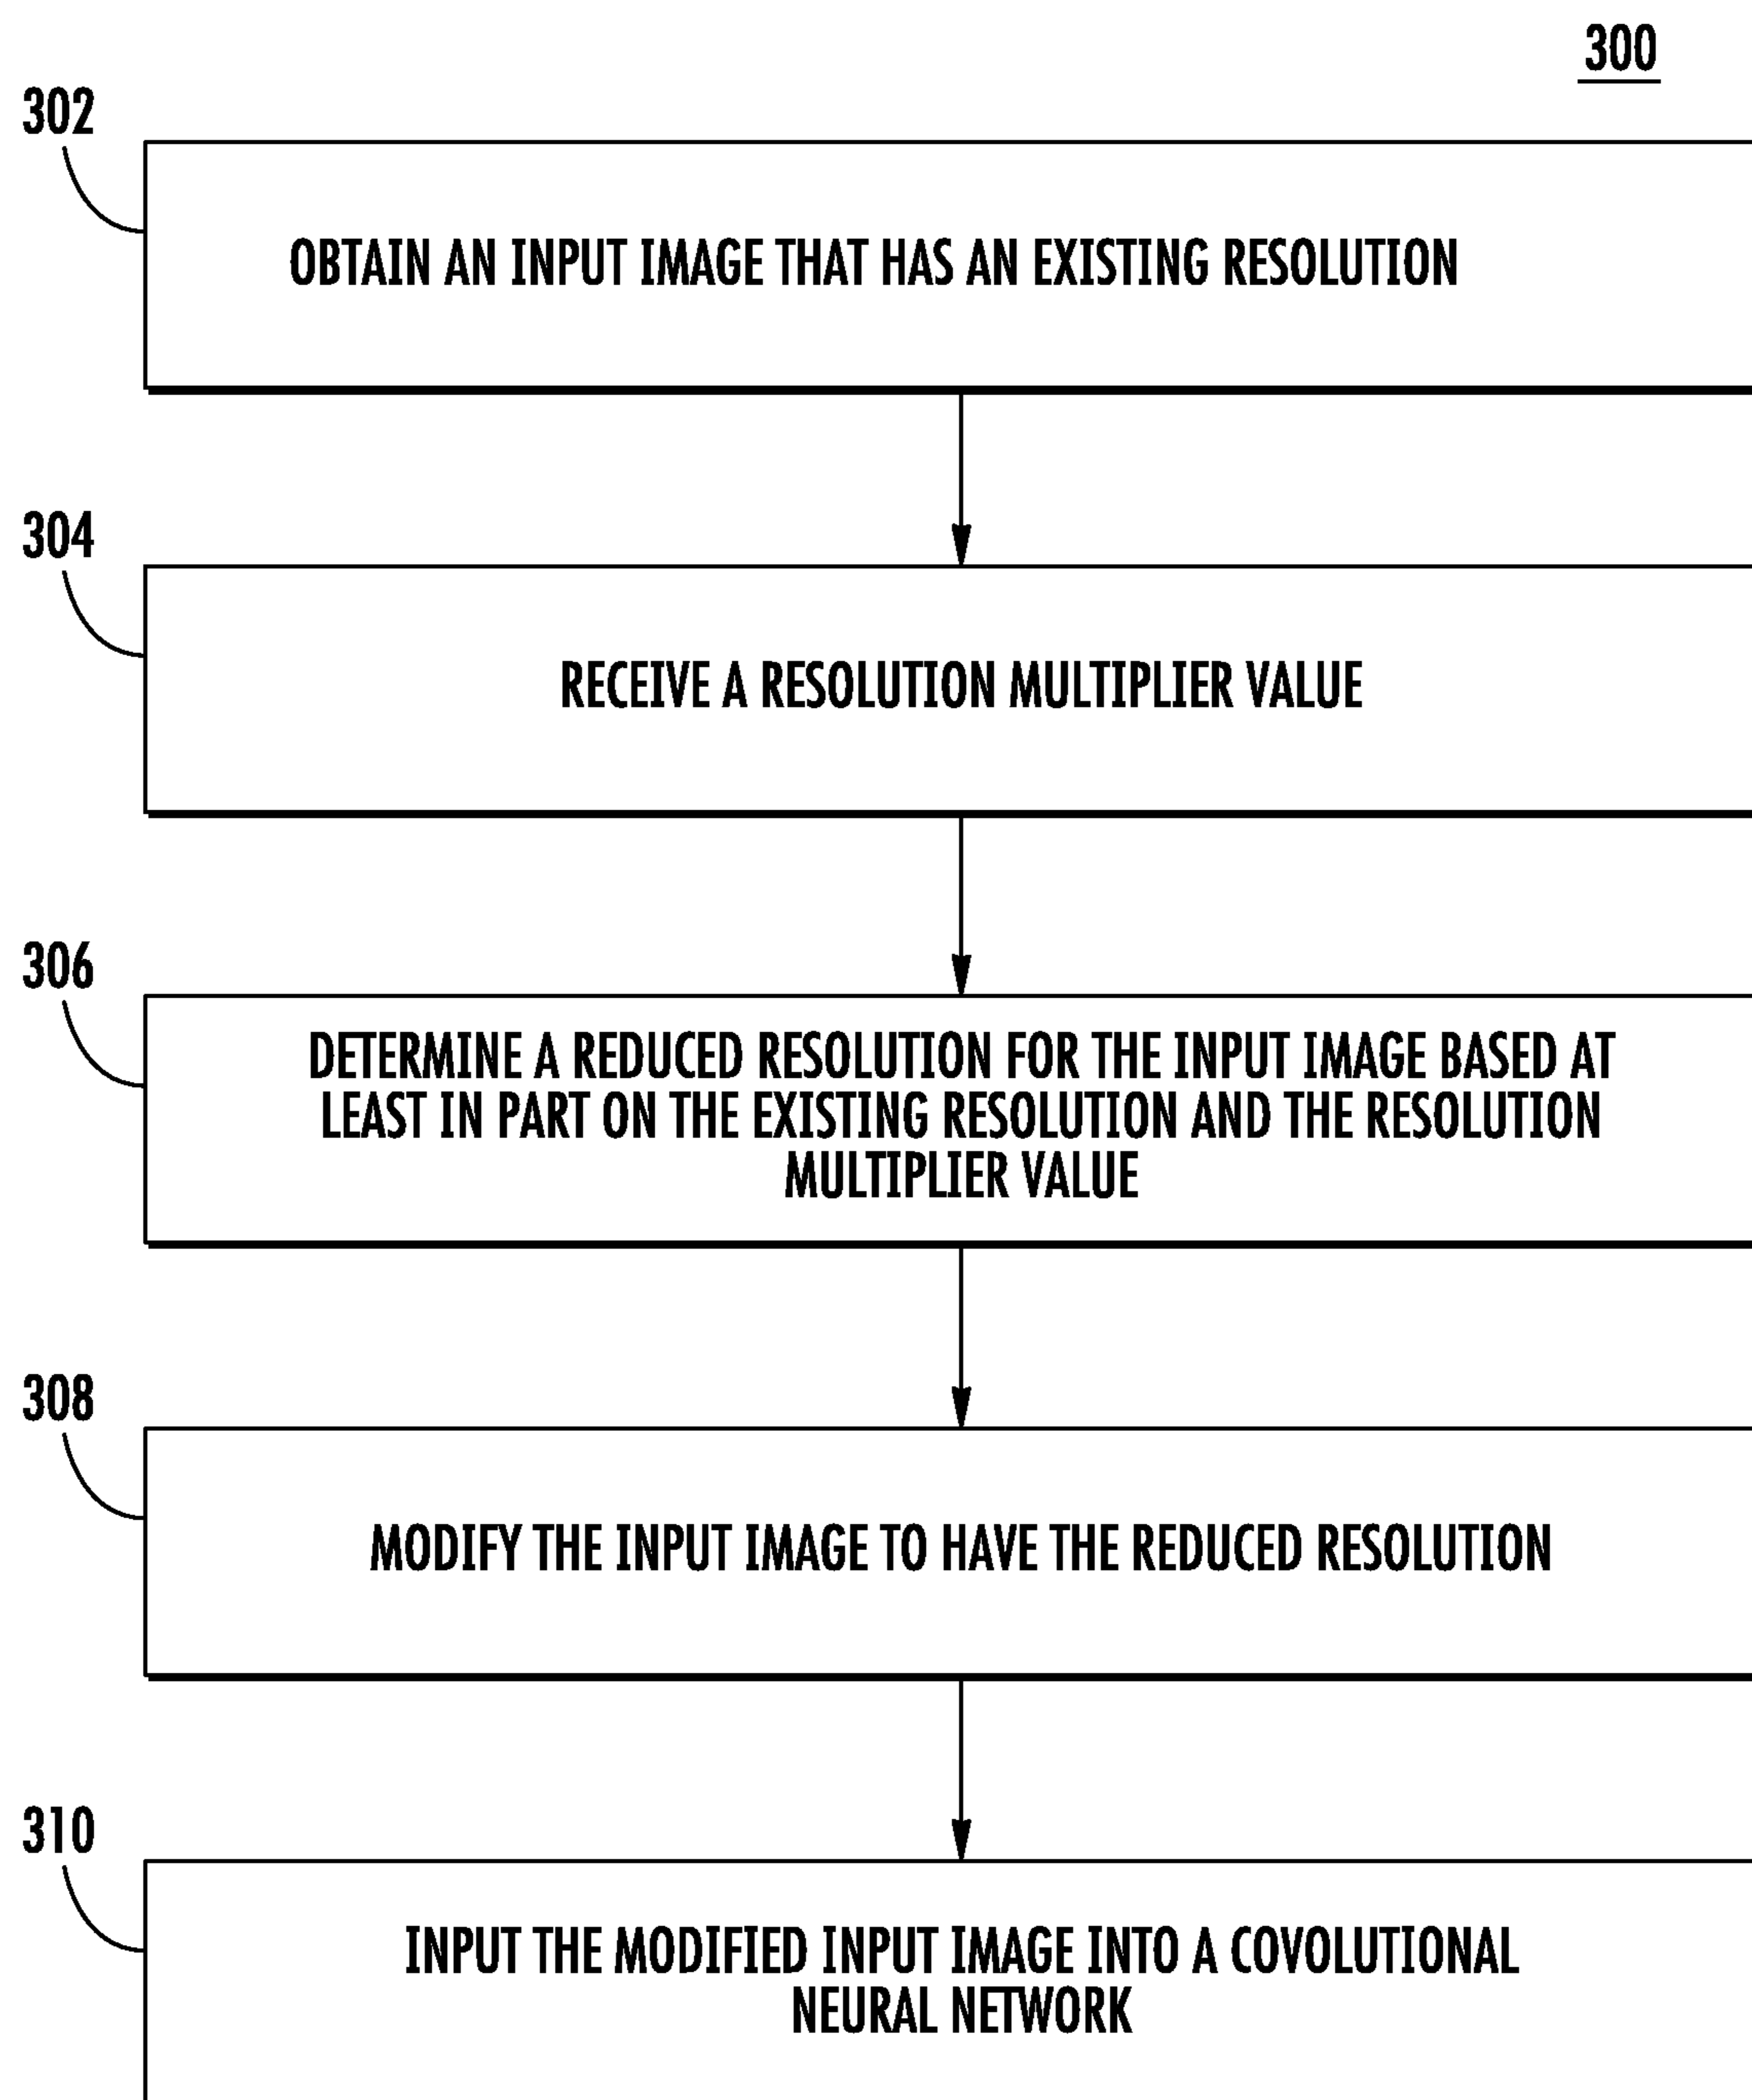 300
302
OBTAIN AN INPUT IMAGE THAT HAS AN EXISTING RESOLUTION
304
RECEIVE A RESOLUTION MULTIPLIER VALUE
306
DETERMINE A REDUCED RESOLUTION FOR THE INPUT IMAGE BASED AT
LEAST IN PART ON THE EXISTING RESOLUTION AND THE RESOLUTION
MULTIPLIER VALUE
308
MODIFY THE INPUT IMAGE TO HAVE THE REDUCED RESOLUTION
310
INPUT THE MODIFIED INPUT IMAGE INTO A COVOLUTIONAL
NEURAL NETWORK